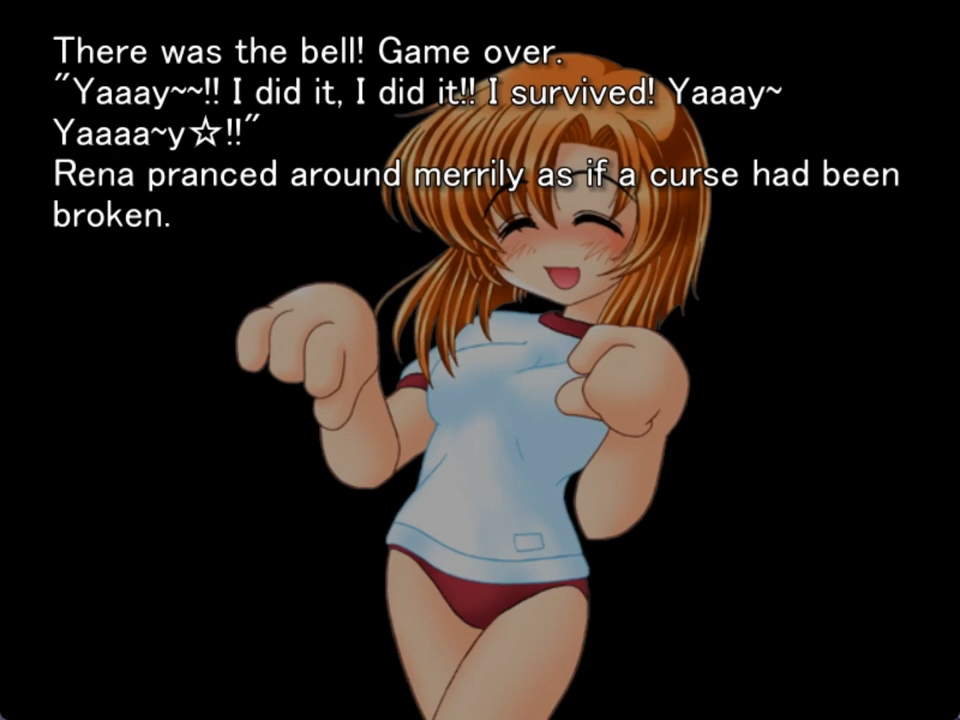 There was the bell! Game over.
"Yaaay~~!! I did it, I did it!! I survived! Yaaay~
Yaaaa~y☆!!"
Rena pranced around merrily as if a curse had been
broken.